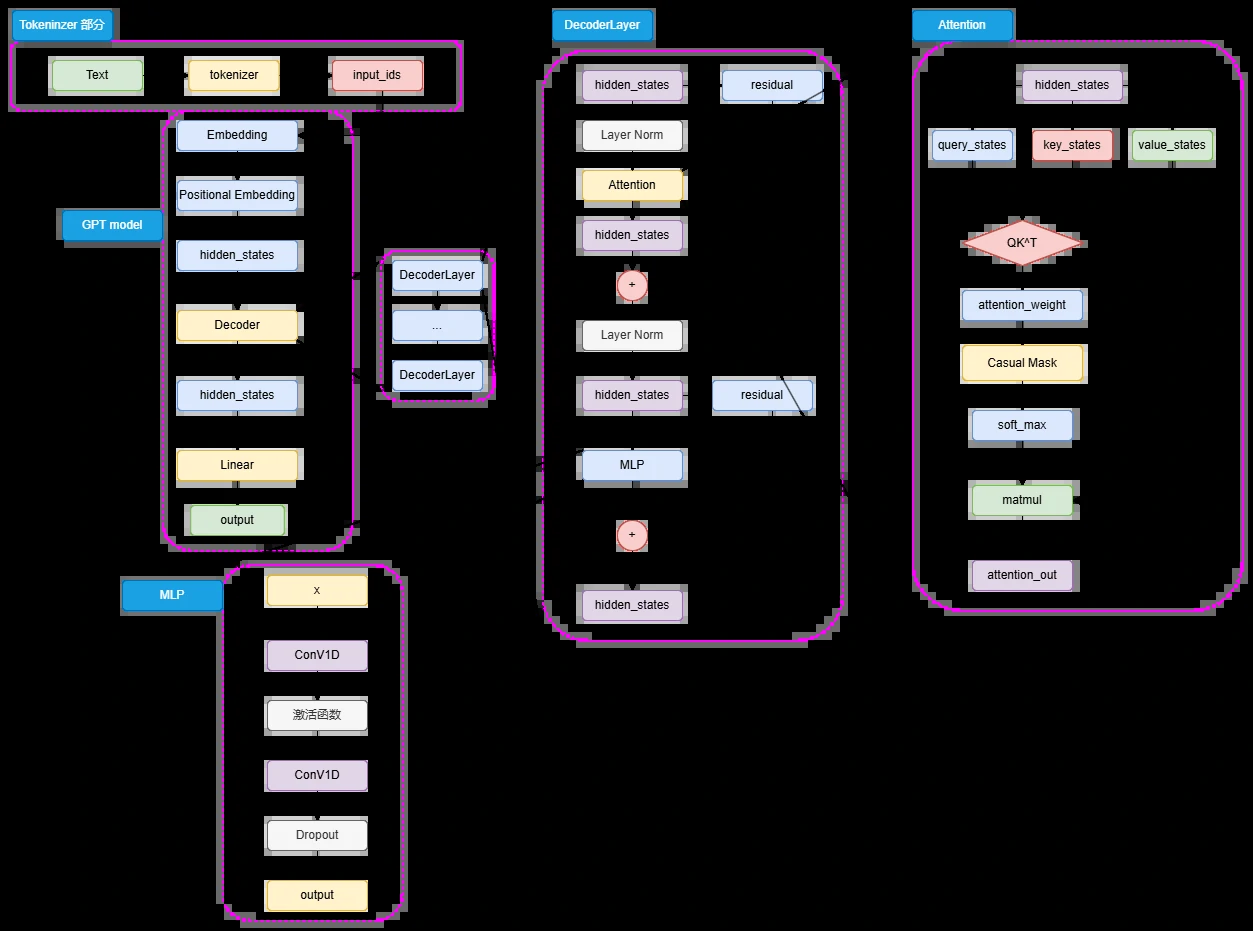 Tokeninzer 部分
Text
tokenizer
input_ids
GPT model
Embedding
Positional Embedding
hidden_states
Decoder
hidden_states
Linear
output
DecoderLayer
...
DecoderLayer
MLP
x
ConV1D
激活函数
ConV1D
Dropout
output
DecoderLayer
hidden_states
residual
Layer Norm
Attention
hidden_states
+
Layer Norm
hidden_states
residual
MLP
+
hidden_states
Attention
hidden_states
query_states
key_states
value_states
QK^T
attention_weight
Casual Mask
soft_max
matmul
attention_out